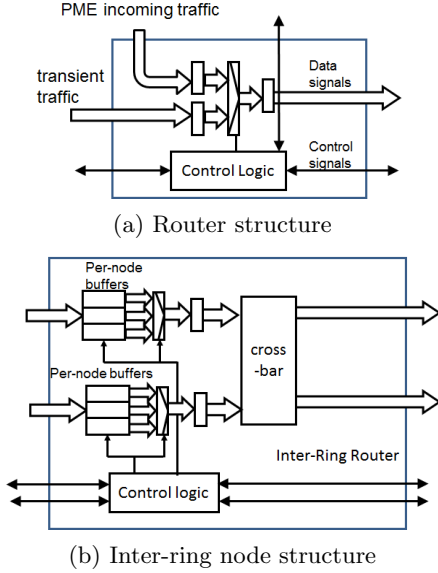 PME incoming traffic
transient
traffic
Data
signals
Control
signals
Control Logic
(a) Router structure
Per-node
buffers
Per-node buffers
cross
-bar
Inter-Ring Router
Control logic
(b) Inter-ring node structure